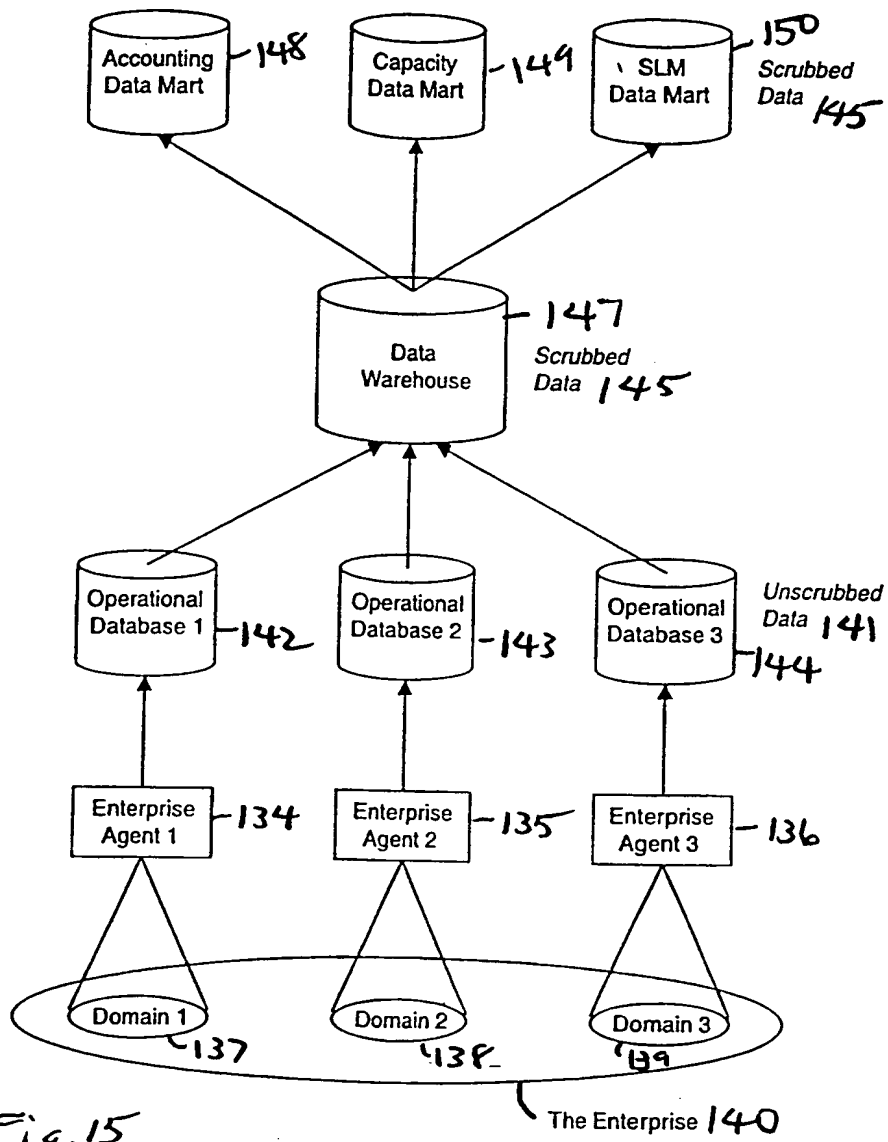 Accounting
Data Mart
148
Capacity
Data Mart
149
SLM
Data Mart
150
Scrubbed
Data 145
Data
Warehouse
147
Scrubbed
Data 145
Operational
Database 1
142
Operational
Database 2
143
Operational
Database 3
Unscrubbed
Data 141
144
Enterprise
Agent 1
134
Enterprise
Agent 2
135
Enterprise
Agent 3
136
Domain 1
137
Domain 2
138
Domain 3
139
The Enterprise 140
Fig. 15